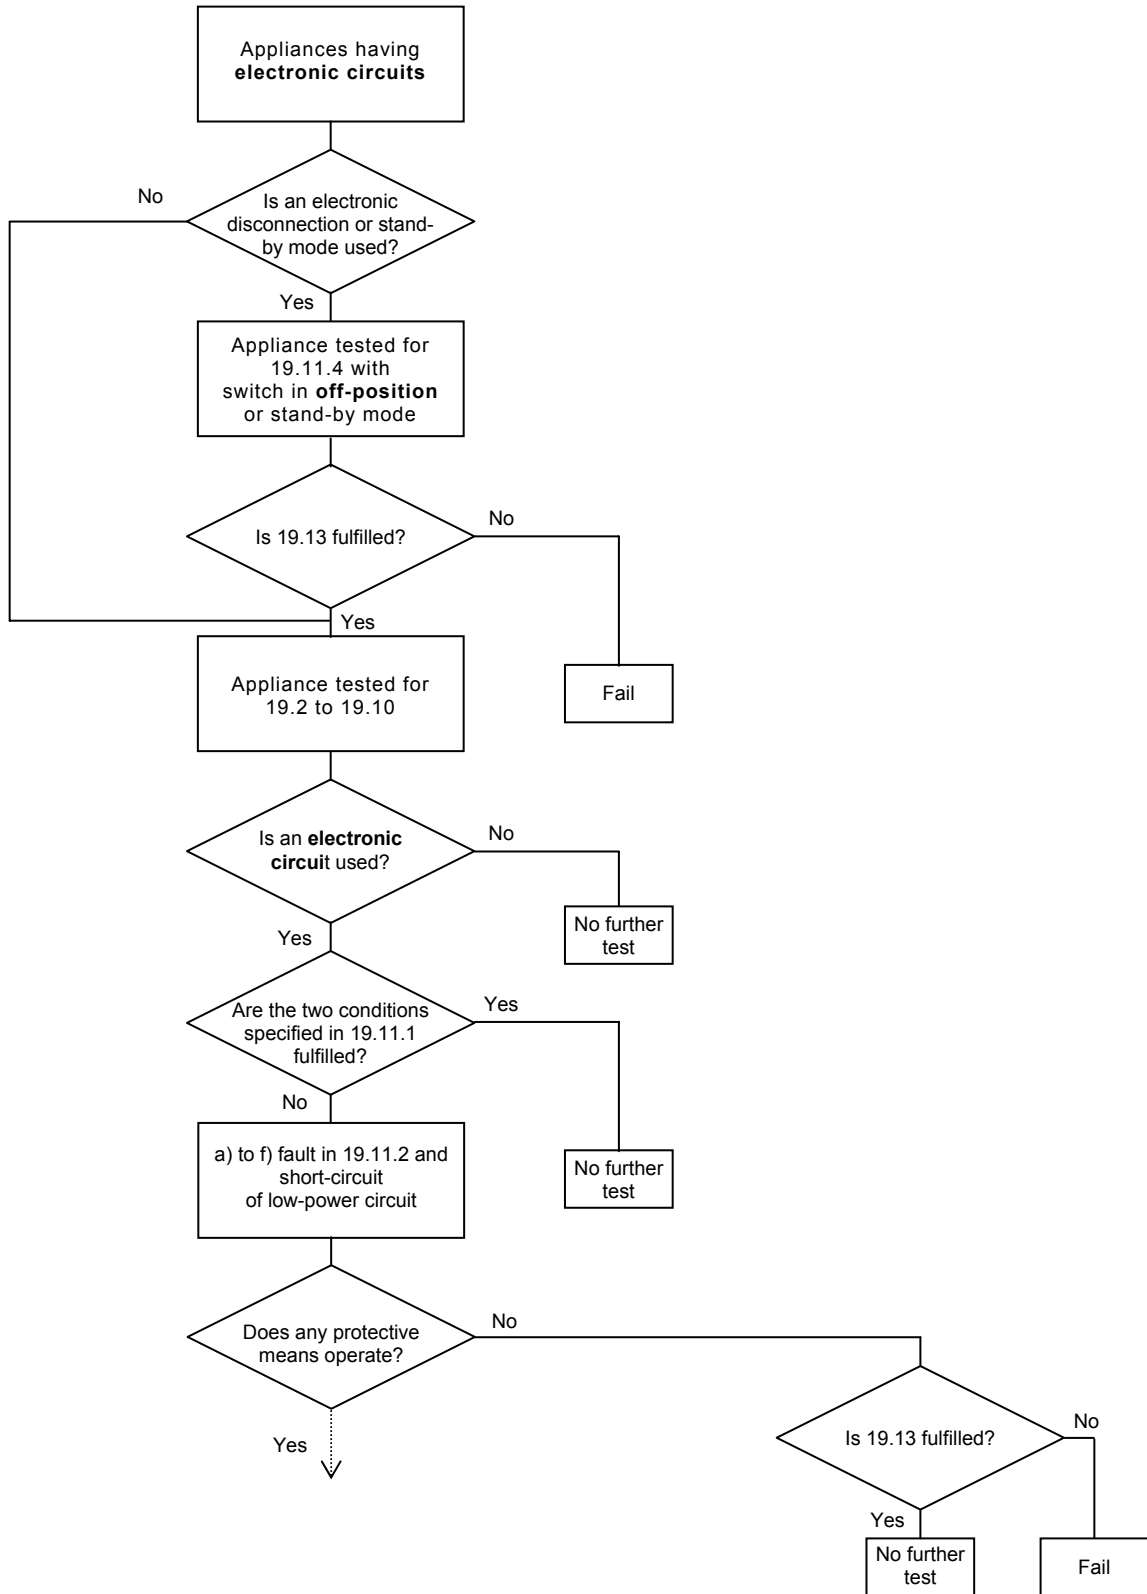 Appliances having
electronic circuits
No
Is an electronic
disconnection or stand-
by mode used?
Yes
Appliance tested for
19.11.4 with
switch in off-position
or stand-by mode
Is 19.13 fulfilled?
No
Yes
Appliance tested for
19.2 to 19.10
Fail
Is an electronic
circuit used?
No
No further
test
Yes
Are the two conditions
specified in 19.11.1
fulfilled?
Yes
No
a) to f) fault in 19.11.2 and
short-circuit
of low-power circuit
No further
test
Does any protective
means operate?
No
Yes
Is 19.13 fulfilled?
No
Yes
No further
test
Fail